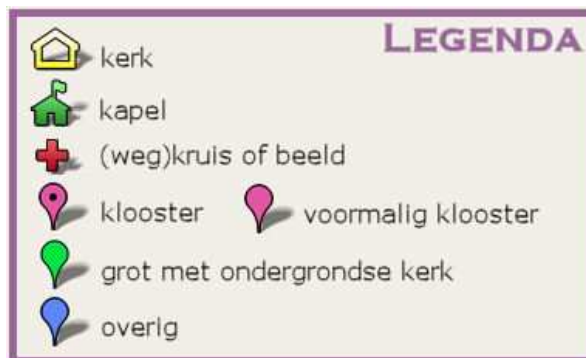 LEGENDA
kerk
kapel
(weg)kruis of beeld
klooster voormalig klooster
grot met ondergrondse kerk
overig